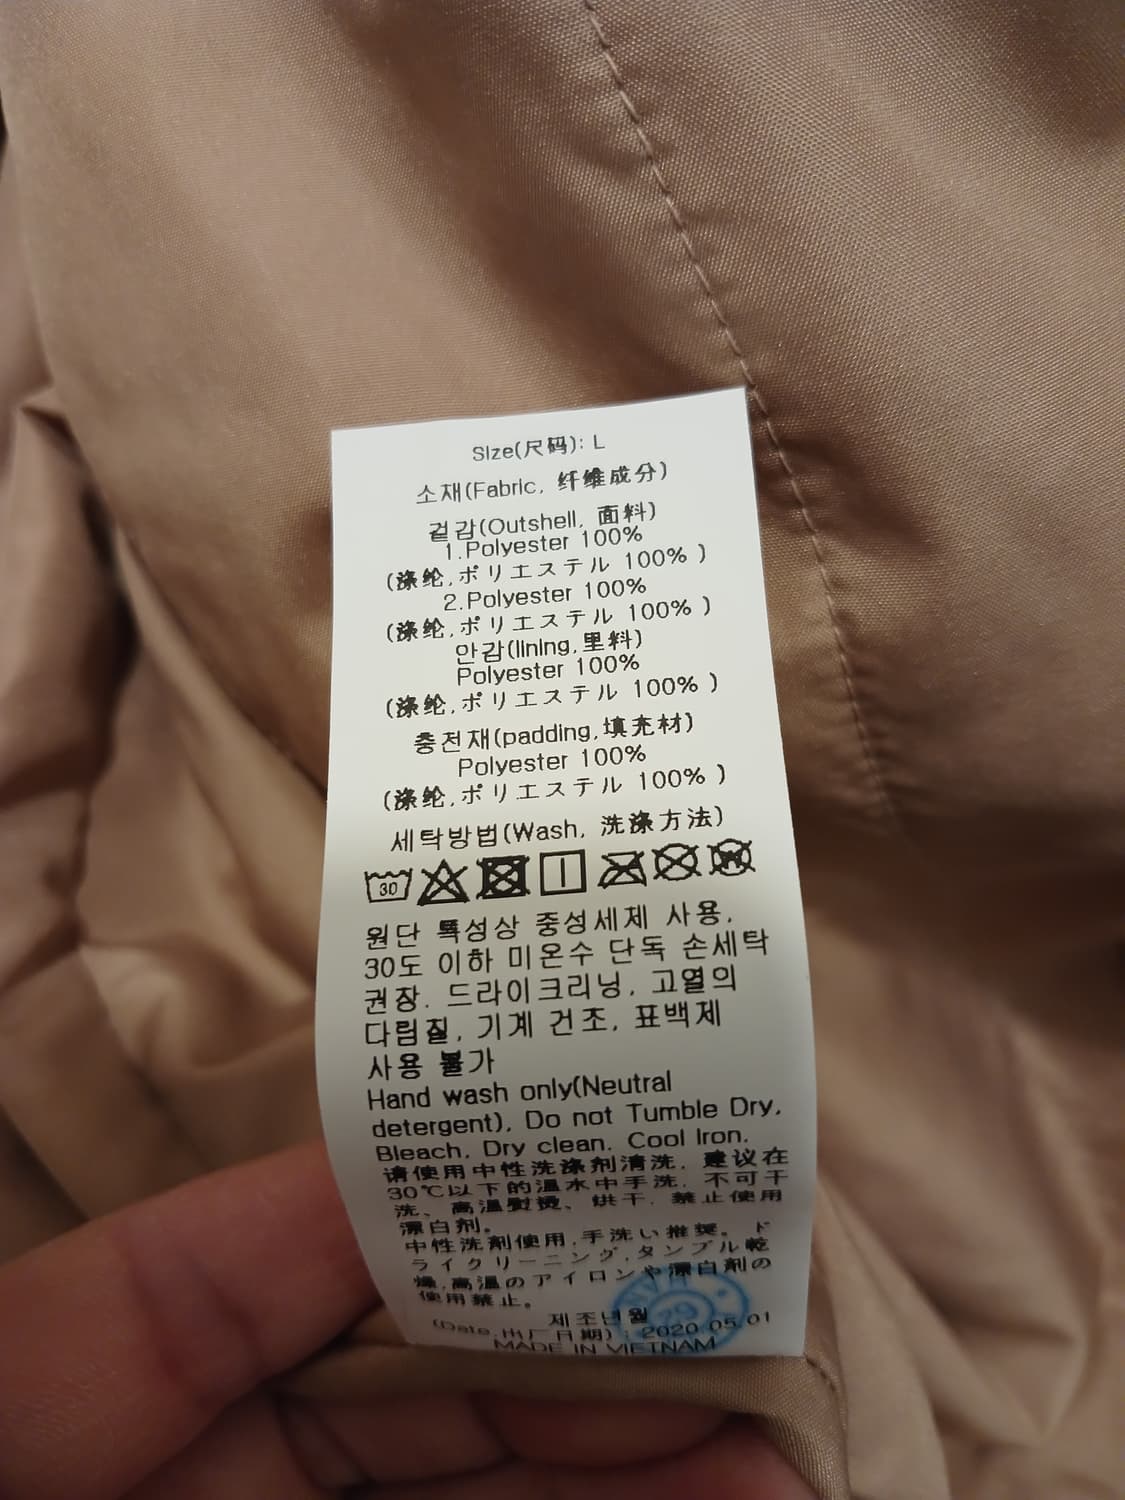 Size(尺码): L
소재(Fabric, 纤维成分)
겉감(Outshell, 面料)
1.Polyester 100%
(涤纶,ポリエステル 100% )
2.Polyester 100%
(涤纶,ポリエステル 100% )
안감(lining,里料)
Polyester 100%
(涤纶,ポリエステル 100% )
충전재(padding,填充材)
Polyester 100%
(涤纶,ポリエステル 100% )
세탁방법(Wash, 洗涤方法)
30
원단 특성상 중성세제 사용,
30도 이하 미온수 단독 손세탁
권장. 드라이크리닝, 고열의
다림질, 기계 건조, 표백제
사용 불가
Hand wash only(Neutral
detergent), Do not Tumble Dry,
Bleach, Dry clean. Cool Iron.
请使用中性洗涤剂清洗, 建议在
30℃以下的温水中手洗, 不可干
洗、高温熨烫、烘干, 禁止使用
漂白剂。
中性洗剤使用,手洗い推奨。ド
ライクリーニング,タンブル乾
燥,高温のアイロンや漂白剤の
使用禁止。
제조년월
(Date,出厂日期) : 2020.05.01
MADE IN VIETNAM